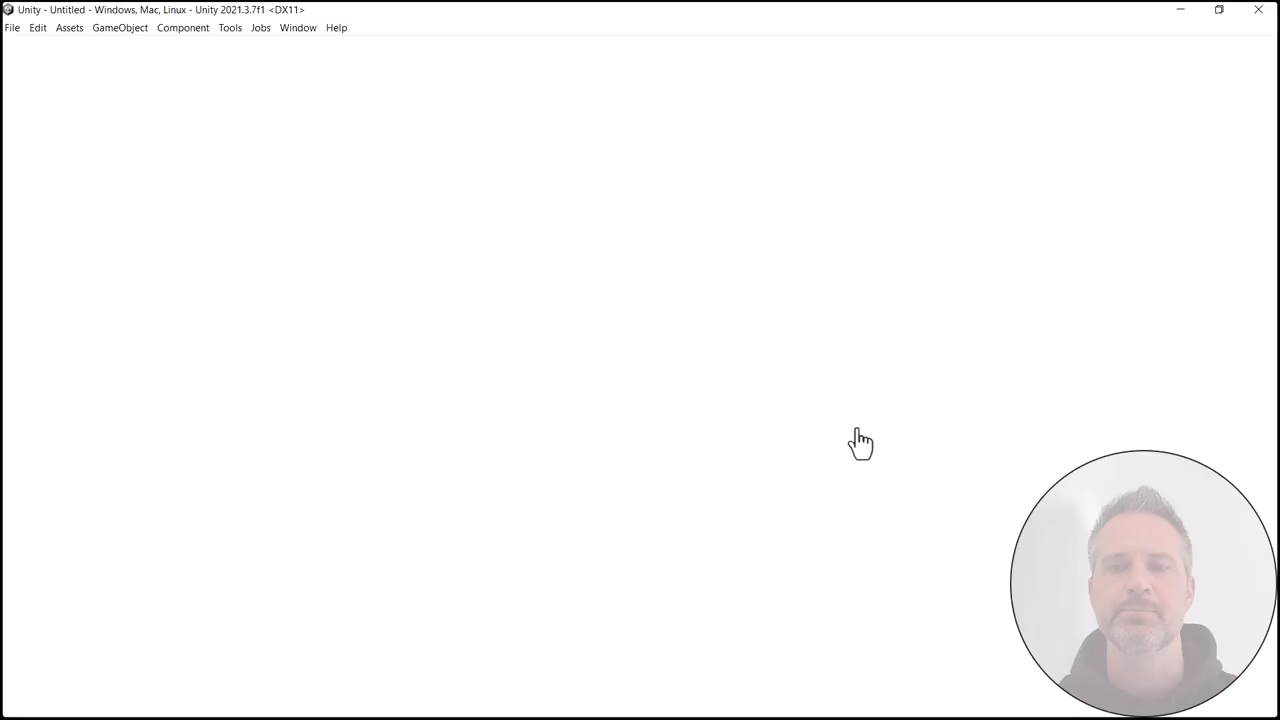 Unity - Untitled - Windows, Mac, Linux - Unity 2021.3.7f1 <DX11>
File Edit Assets GameObject Component Tools Jobs Window Help